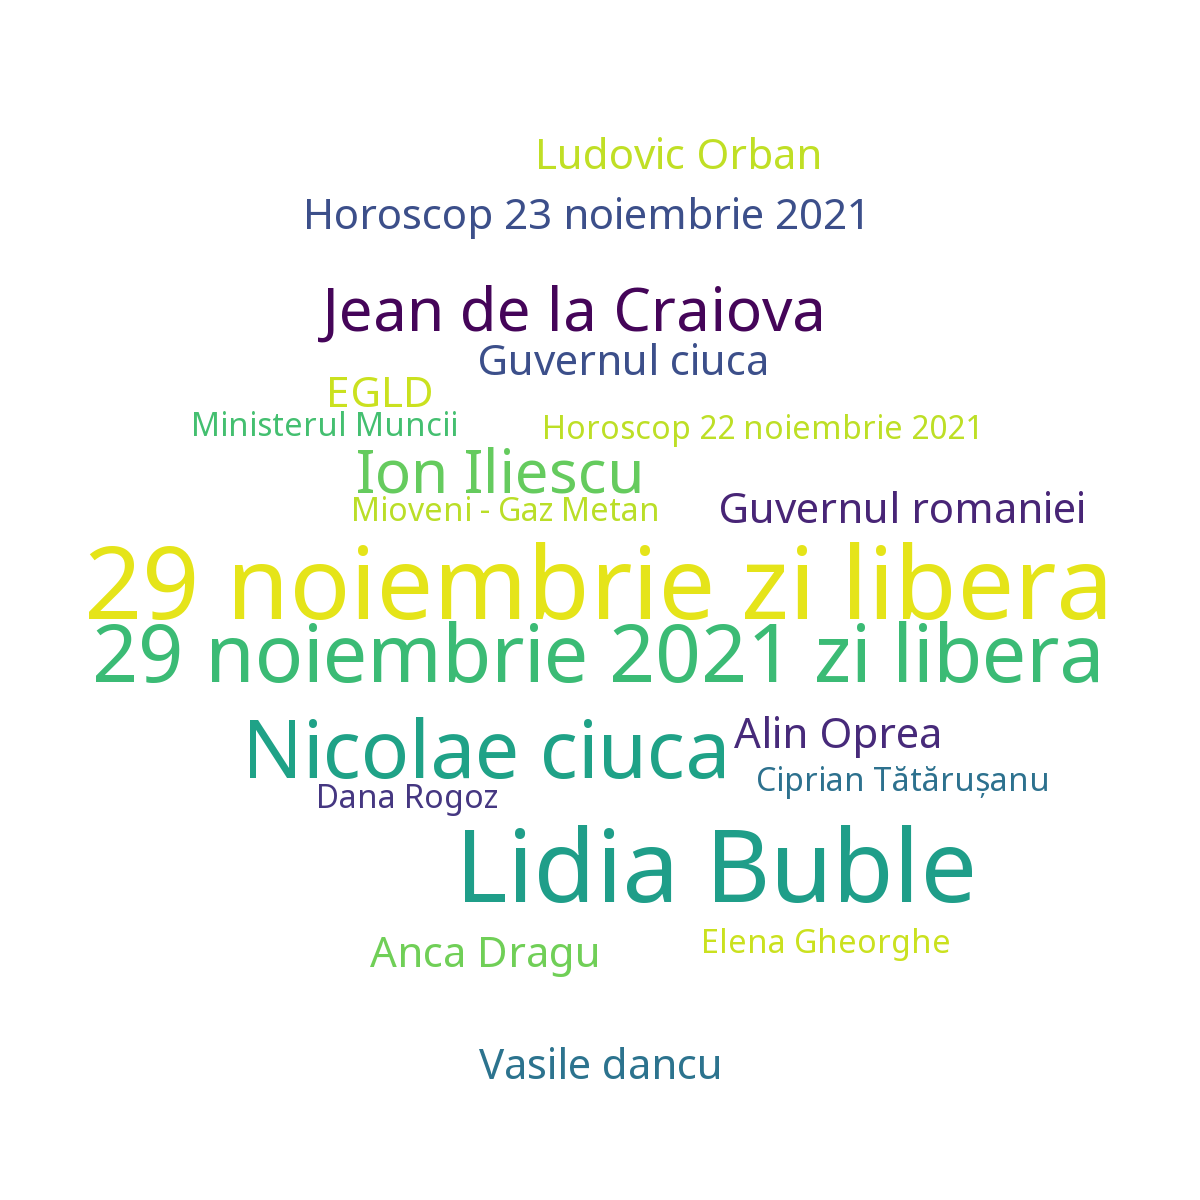 Ludovic Orban
Horoscop 23 noiembrie 2021
Jean de la Craiova
Guvernul ciuca
EGLD
Ministerul Muncii
Horoscop 22 noiembrie 2021
Ion Iliescu
Mioveni - Gaz Metan
Guvernul romaniei
29 noiembrie zi libera
29 noiembrie 2021 zi libera
Nicolae ciuca
Alin Oprea
Ciprian Tătărușanu
Dana Rogoz
Lidia Buble
Anca Dragu
Elena Gheorghe
Vasile dancu